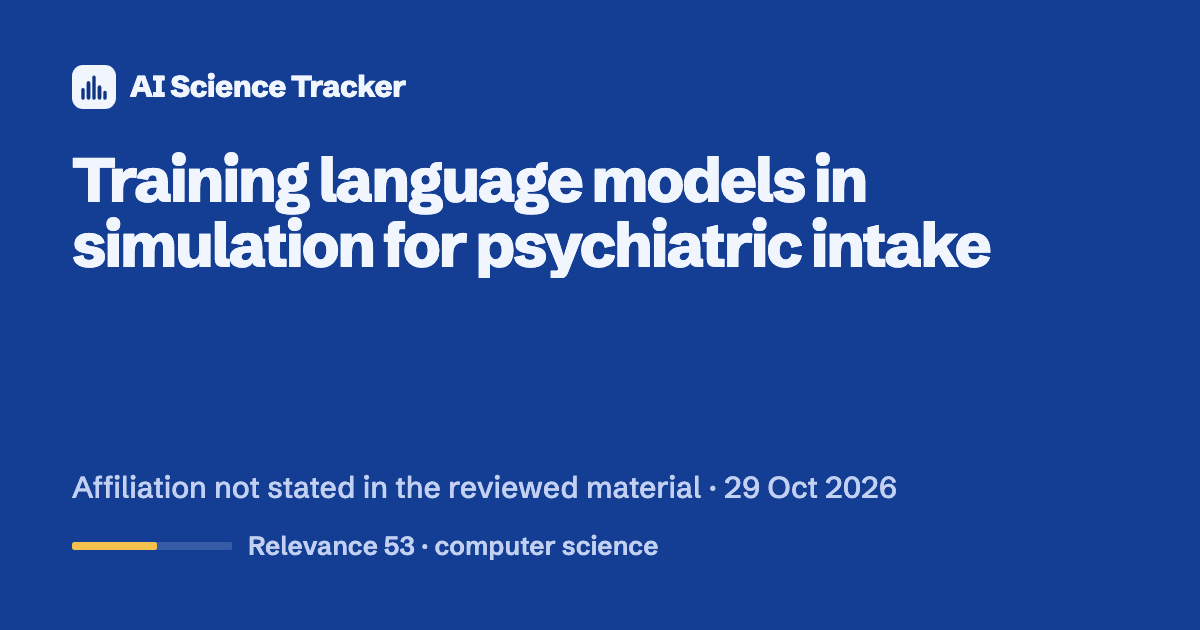 AI Science Tracker
Training language models in
simulation for psychiatric intake
Affiliation not stated in the reviewed material · 29 Oct 2026
Relevance 53 · computer science